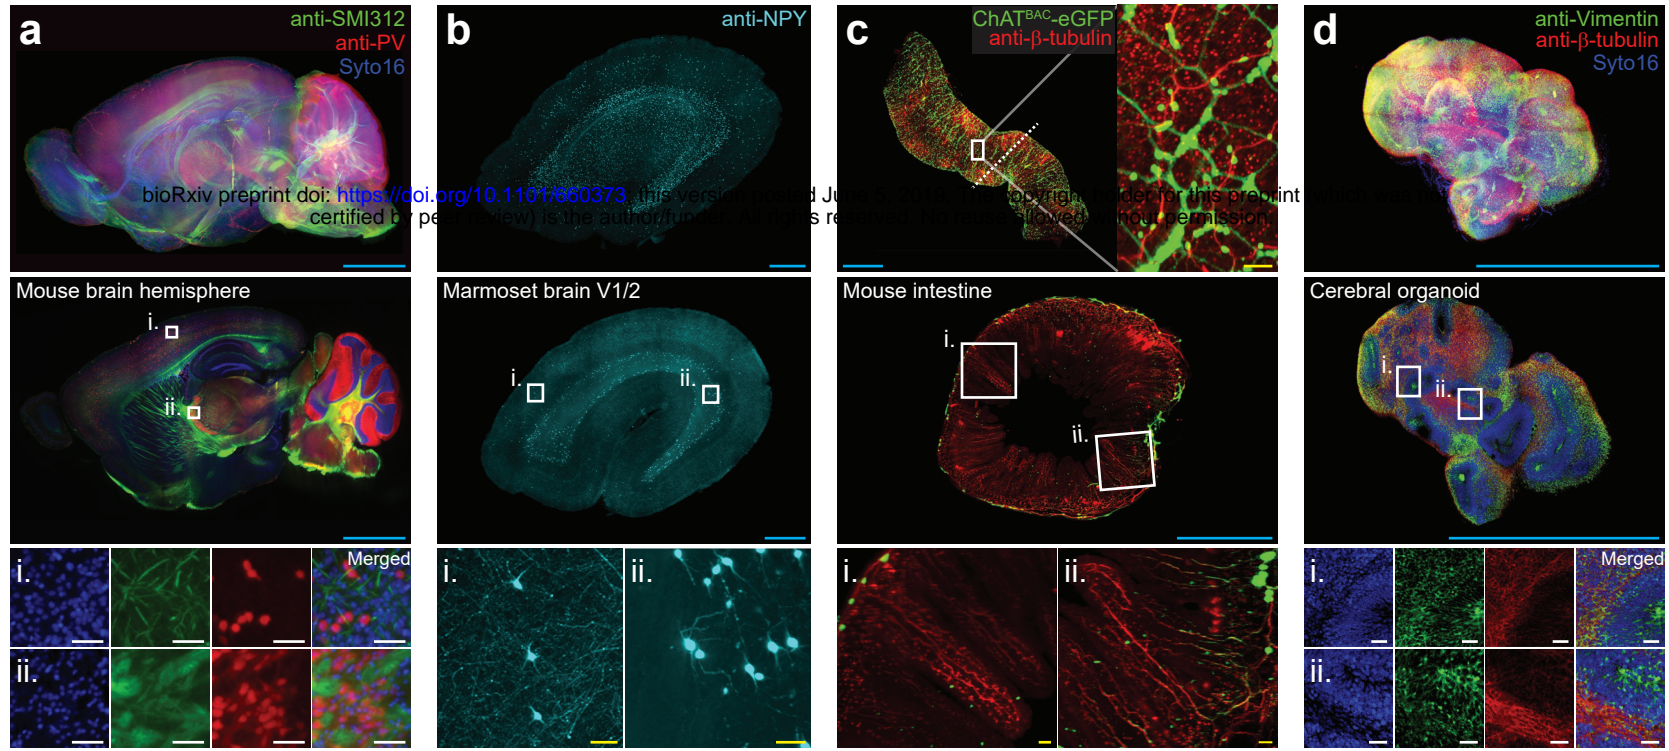 a
anti-SMI312
anti-PV
Syto16
b
anti-NPY
c
ChATBAC-eGFP
anti-β-tubulin
d
anti-Vimentin
anti-β-tubulin
Syto16
bioRxiv preprint doi: https://doi.org/10.1101/660373; this version posted June 5, 2019. The copyright holder for this preprint (which was not
certified by peer review) is the author/funder. All rights reserved. No reuse allowed without permission.
Mouse brain hemisphere
i.
ii.
Marmoset brain V1/2
i.
ii.
Mouse intestine
i.
ii.
Cerebral organoid
i.
ii.
i.
Merged
ii.
i.
ii.
i.
ii.
i.
Merged
ii.